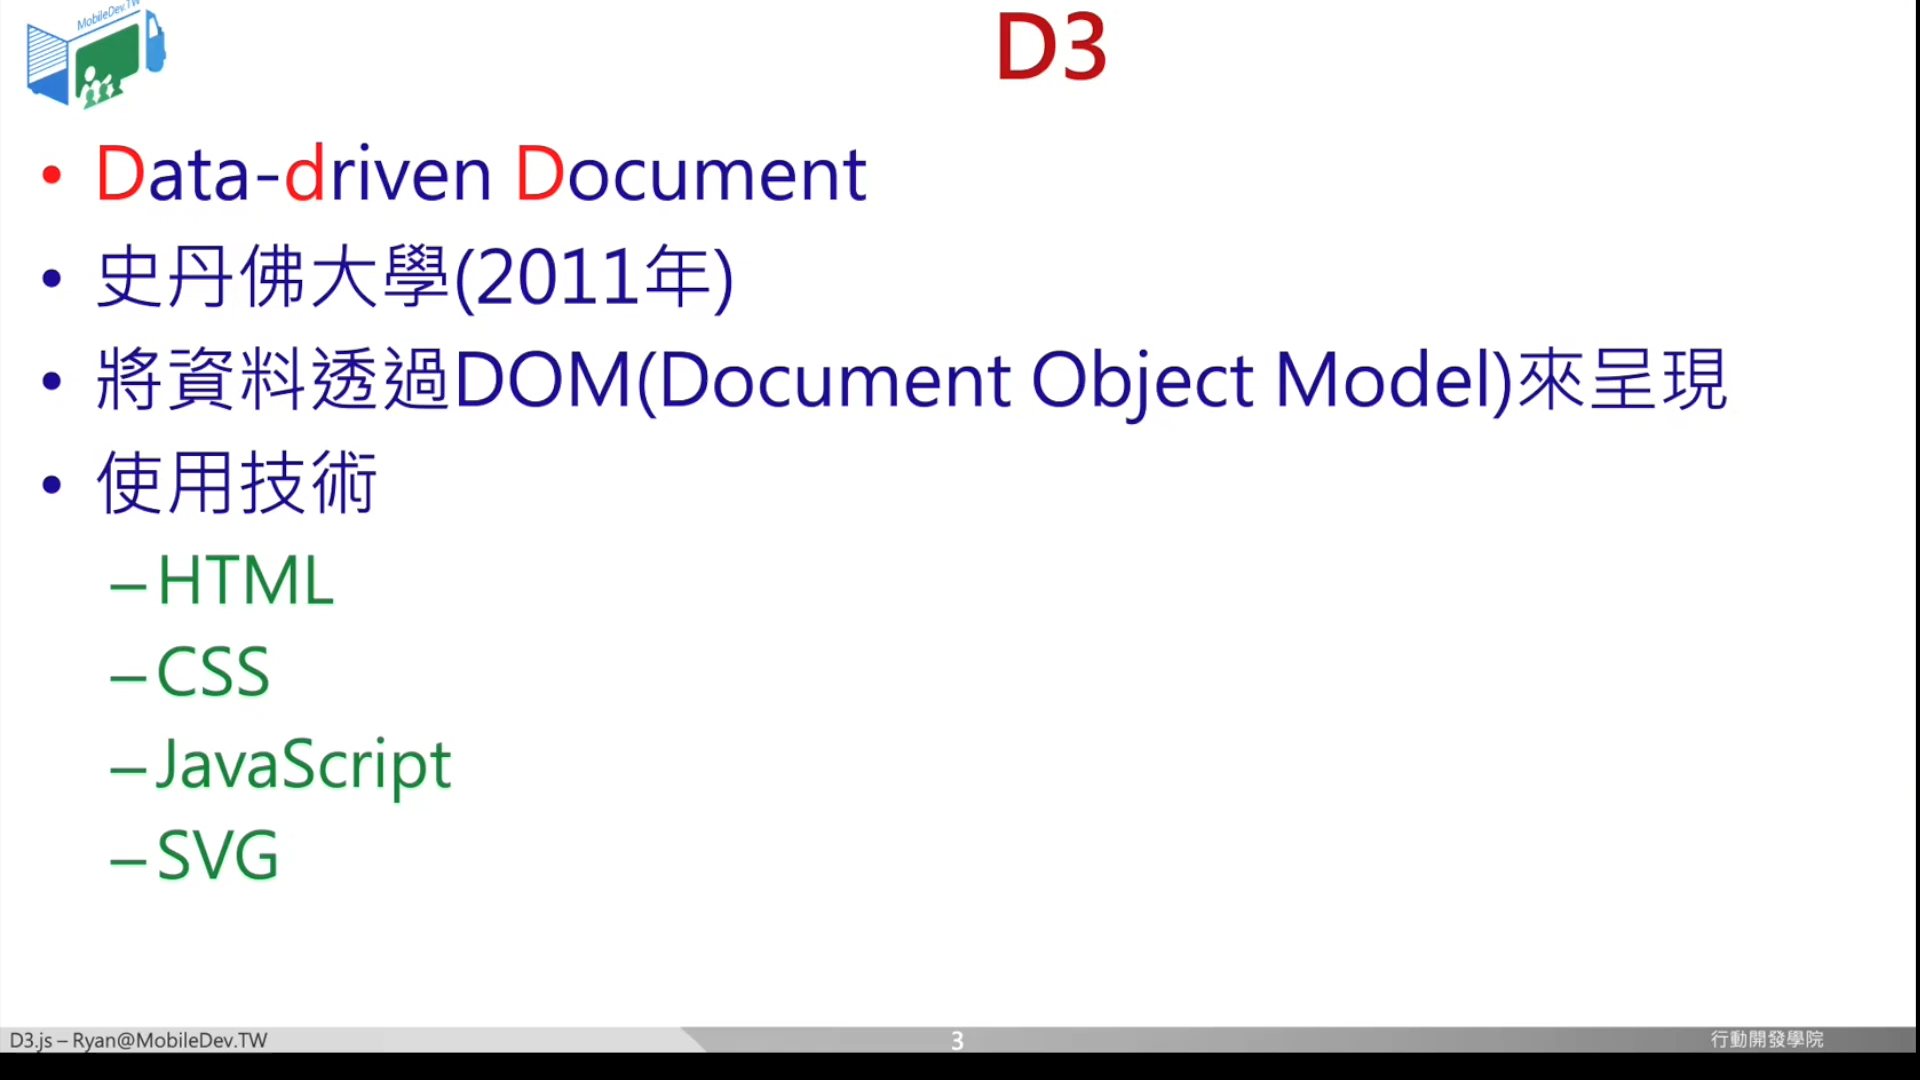 MobileDev.TW
D3
• Data-driven Document
• 史丹佛大學(2011年)
• 將資料透過DOM(Document Object Model)來呈現
• 使用技術
–HTML
–CSS
–JavaScript
–SVG
D3.js – Ryan@MobileDev.TW
3
行動開發學院